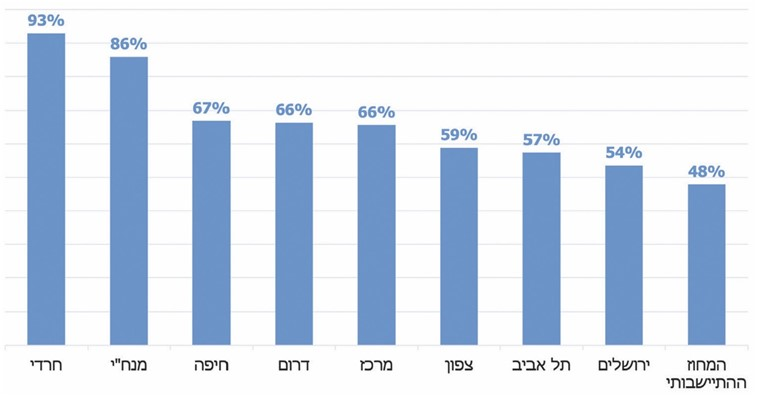 93%
86%
67%
66%
66%
59%
57%
54%
48%
חרדי
מנח"י
חיפה
דרום
מרכז
צפון
תל אביב
ירושלים
המחוז
ההתיישבותי